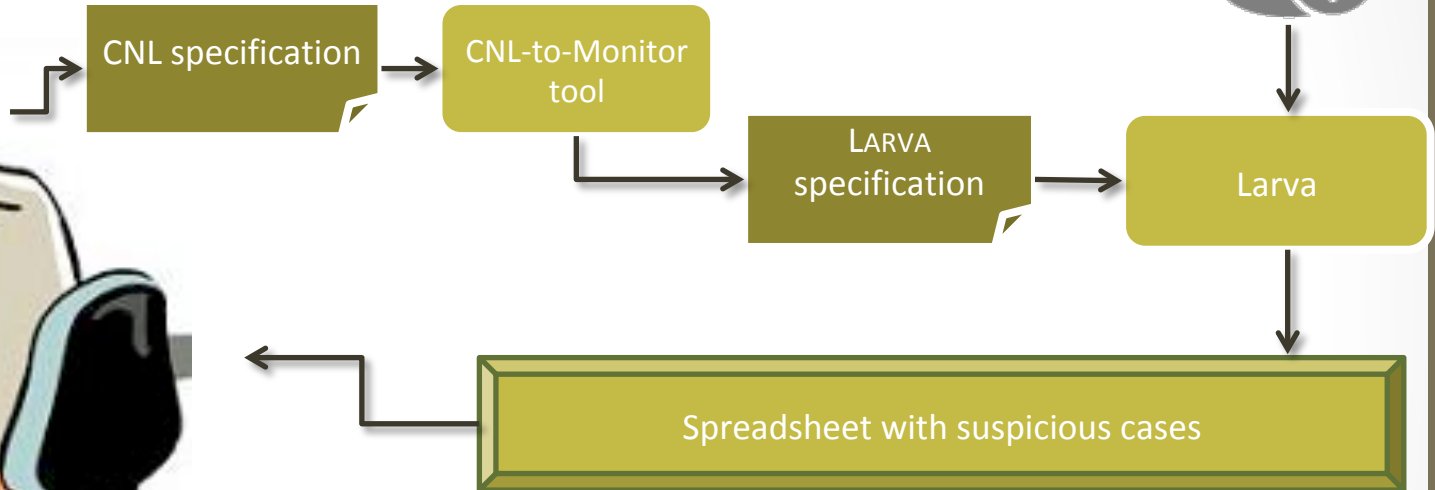 CNL specification
CNL-to-Monitor
tool
LARVA
specification
Larva
Spreadsheet with suspicious cases